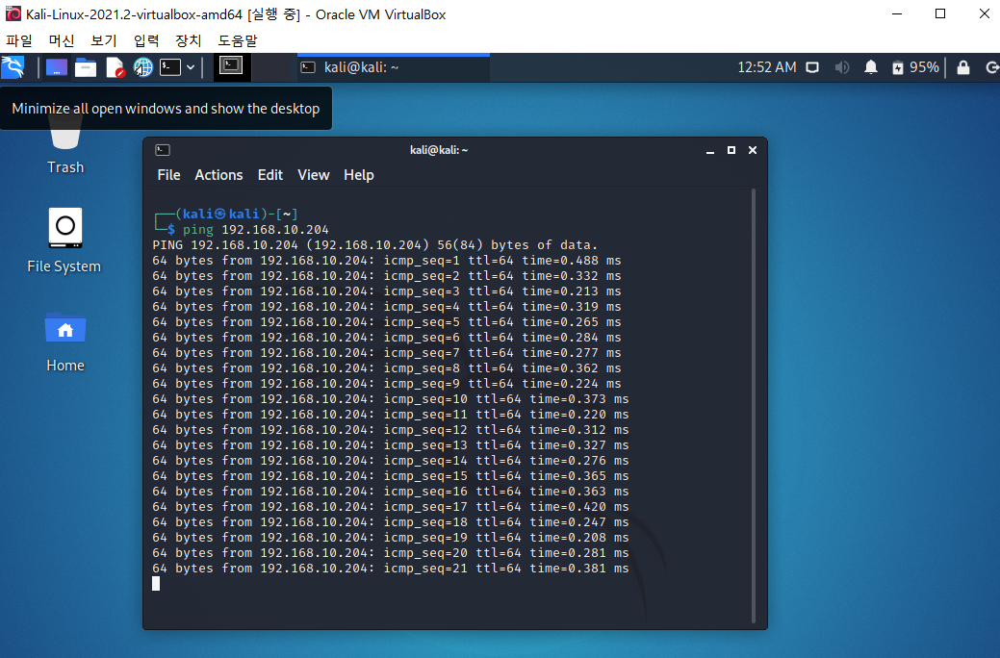 Kali-Linux-2021.2-virtualbox-amd64 [실행 중] - Oracle VM VirtualBox
파일 머신 보기 입력 장치 도움말
kali@kali: ~
12:52 AM
95%
Minimize all open windows and show the desktop
Trash
File System
Home
kali@kali: ~
File Actions Edit View Help
┌──(kali㉿kali)-[~]
└─$ ping 192.168.10.204
PING 192.168.10.204 (192.168.10.204) 56(84) bytes of data.
64 bytes from 192.168.10.204: icmp_seq=1 ttl=64 time=0.488 ms
64 bytes from 192.168.10.204: icmp_seq=2 ttl=64 time=0.332 ms
64 bytes from 192.168.10.204: icmp_seq=3 ttl=64 time=0.213 ms
64 bytes from 192.168.10.204: icmp_seq=4 ttl=64 time=0.319 ms
64 bytes from 192.168.10.204: icmp_seq=5 ttl=64 time=0.265 ms
64 bytes from 192.168.10.204: icmp_seq=6 ttl=64 time=0.284 ms
64 bytes from 192.168.10.204: icmp_seq=7 ttl=64 time=0.277 ms
64 bytes from 192.168.10.204: icmp_seq=8 ttl=64 time=0.362 ms
64 bytes from 192.168.10.204: icmp_seq=9 ttl=64 time=0.224 ms
64 bytes from 192.168.10.204: icmp_seq=10 ttl=64 time=0.373 ms
64 bytes from 192.168.10.204: icmp_seq=11 ttl=64 time=0.220 ms
64 bytes from 192.168.10.204: icmp_seq=12 ttl=64 time=0.312 ms
64 bytes from 192.168.10.204: icmp_seq=13 ttl=64 time=0.327 ms
64 bytes from 192.168.10.204: icmp_seq=14 ttl=64 time=0.276 ms
64 bytes from 192.168.10.204: icmp_seq=15 ttl=64 time=0.365 ms
64 bytes from 192.168.10.204: icmp_seq=16 ttl=64 time=0.363 ms
64 bytes from 192.168.10.204: icmp_seq=17 ttl=64 time=0.420 ms
64 bytes from 192.168.10.204: icmp_seq=18 ttl=64 time=0.247 ms
64 bytes from 192.168.10.204: icmp_seq=19 ttl=64 time=0.208 ms
64 bytes from 192.168.10.204: icmp_seq=20 ttl=64 time=0.281 ms
64 bytes from 192.168.10.204: icmp_seq=21 ttl=64 time=0.381 ms